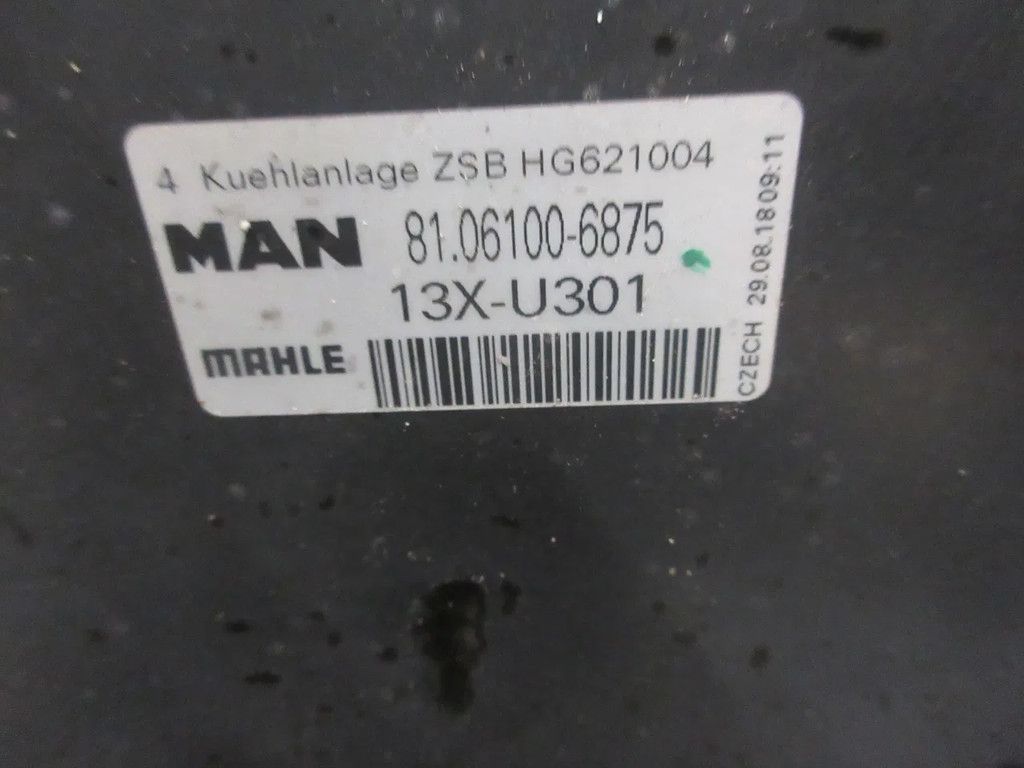 4 Kuehlanlage ZSB HG621004
MAN 81.06100-6875
13X-U301
MAHLE
CZECH 29.08.18 09:11